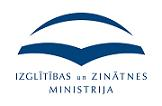 IZGLĪTĪBAS un ZINĀTNES
MINISTRIJA